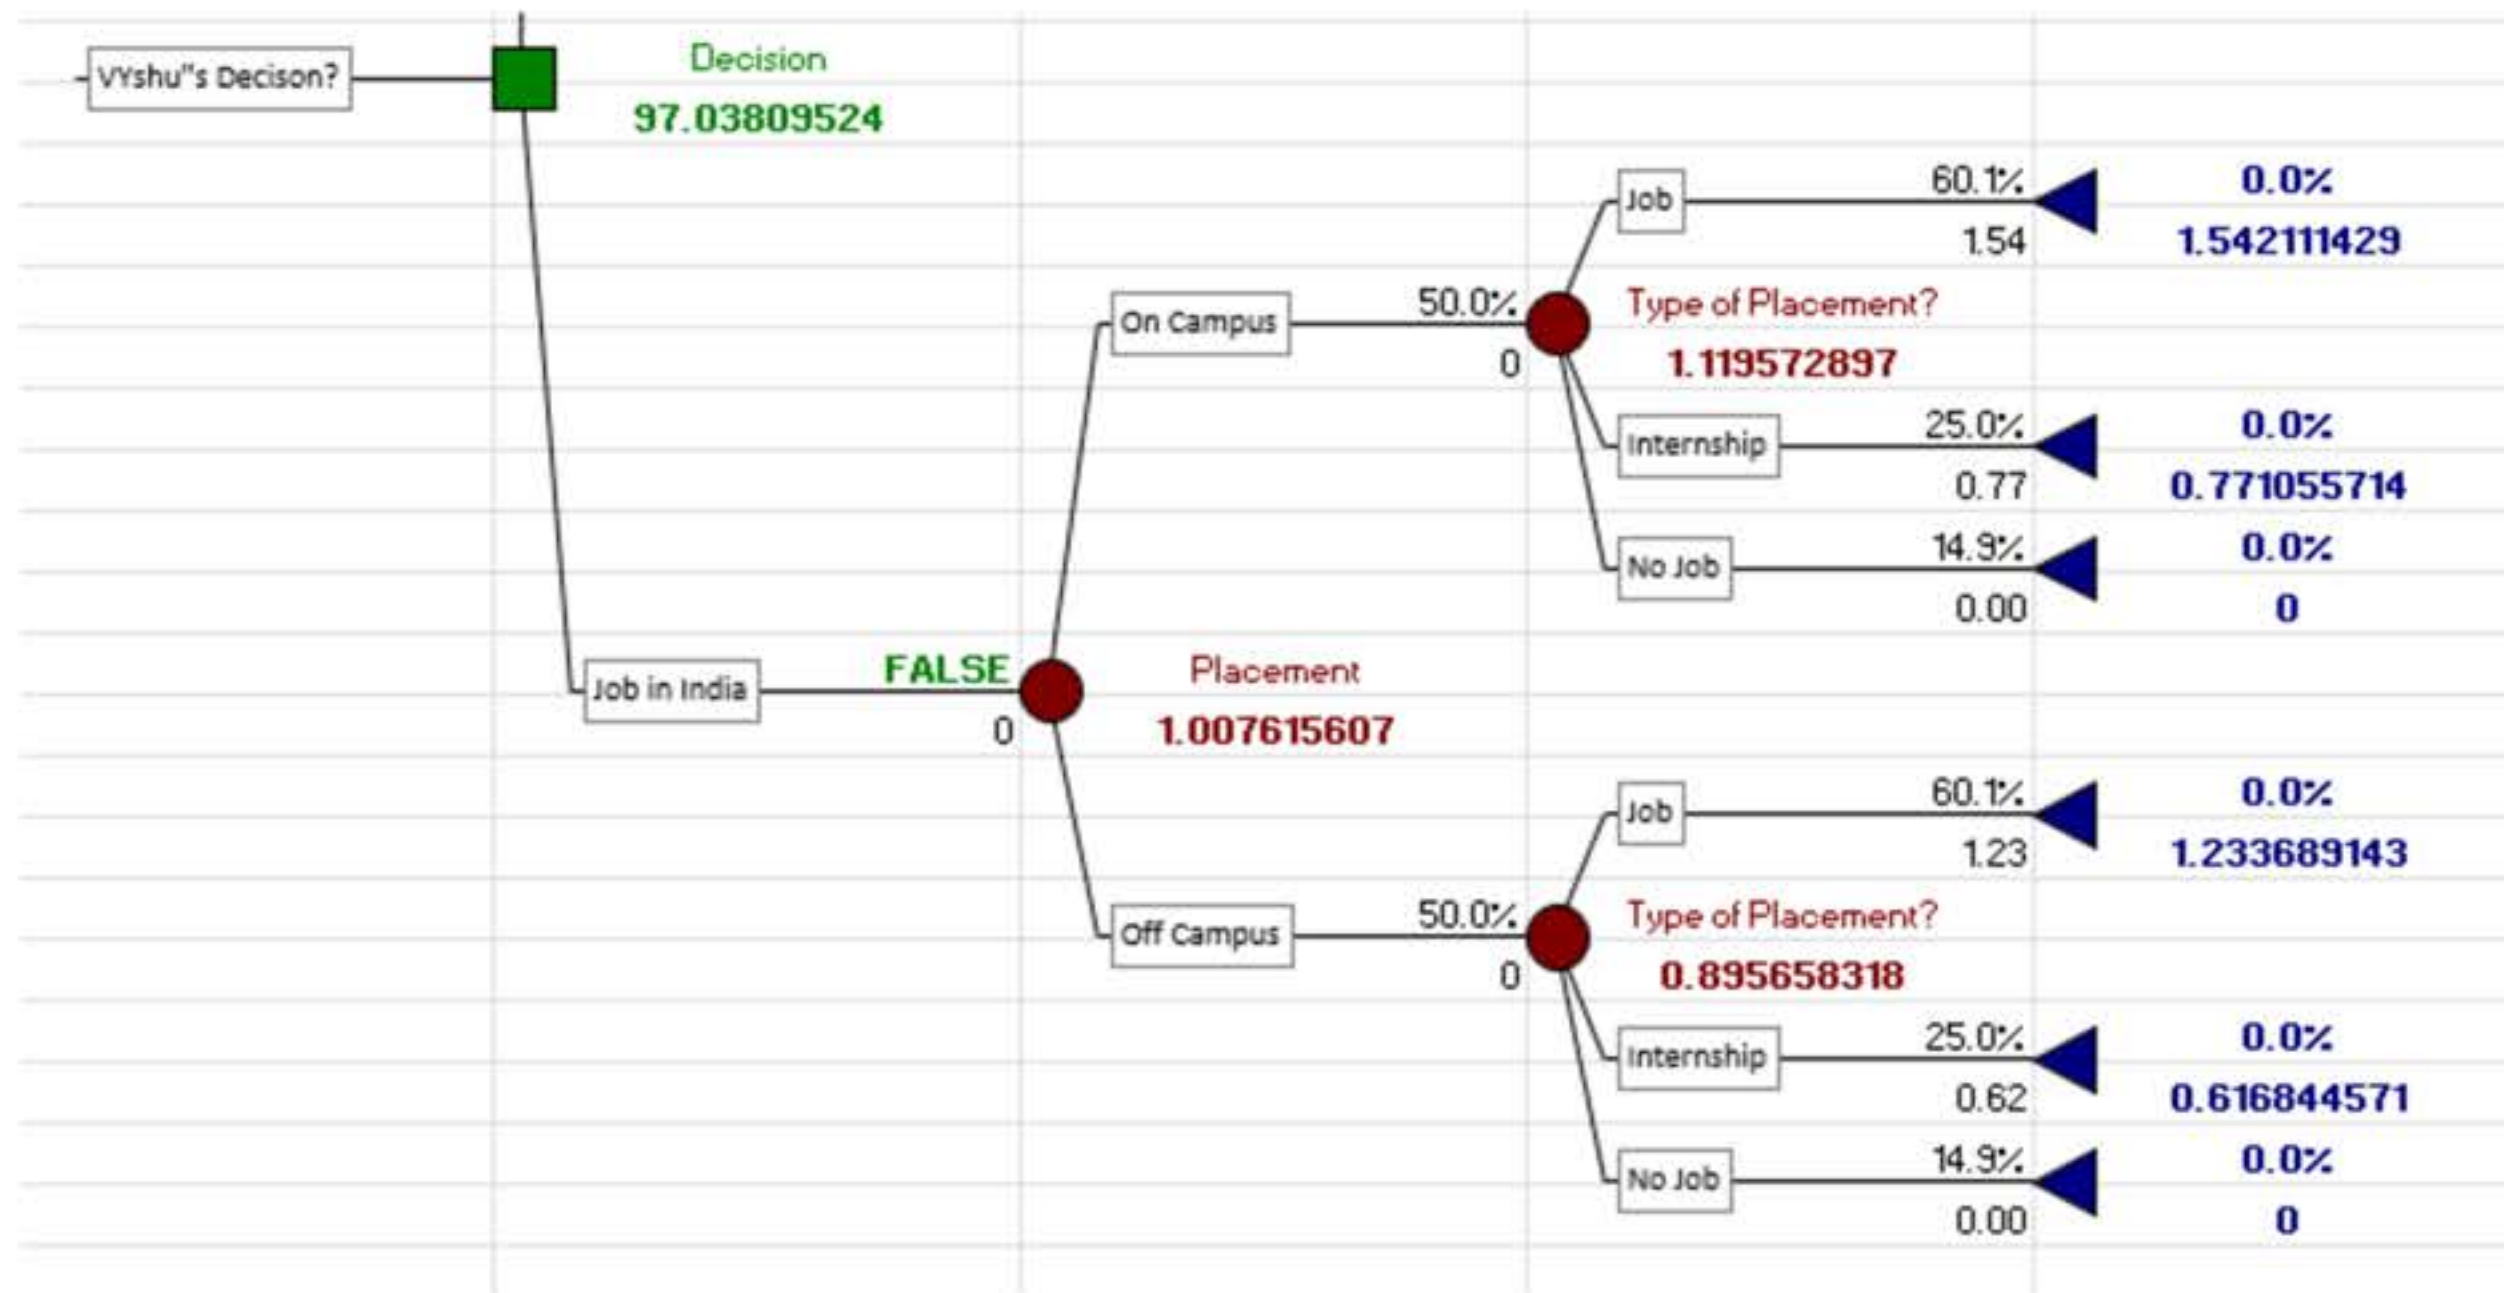 VYshu"s Decison?
Decision
97.03809524
Job
60.1%
0.0%
1.54
1.542111429
On Campus
50.0%
Type of Placement?
0
1.119572897
Internship
25.0%
0.0%
0.77
0.771055714
No Job
14.9%
0.0%
0.00
0
Job in India
FALSE
Placement
0
1.007615607
Job
60.1%
0.0%
1.23
1.233689143
Off Campus
50.0%
Type of Placement?
0
0.895658318
Internship
25.0%
0.0%
0.62
0.616844571
No Job
14.9%
0.0%
0.00
0